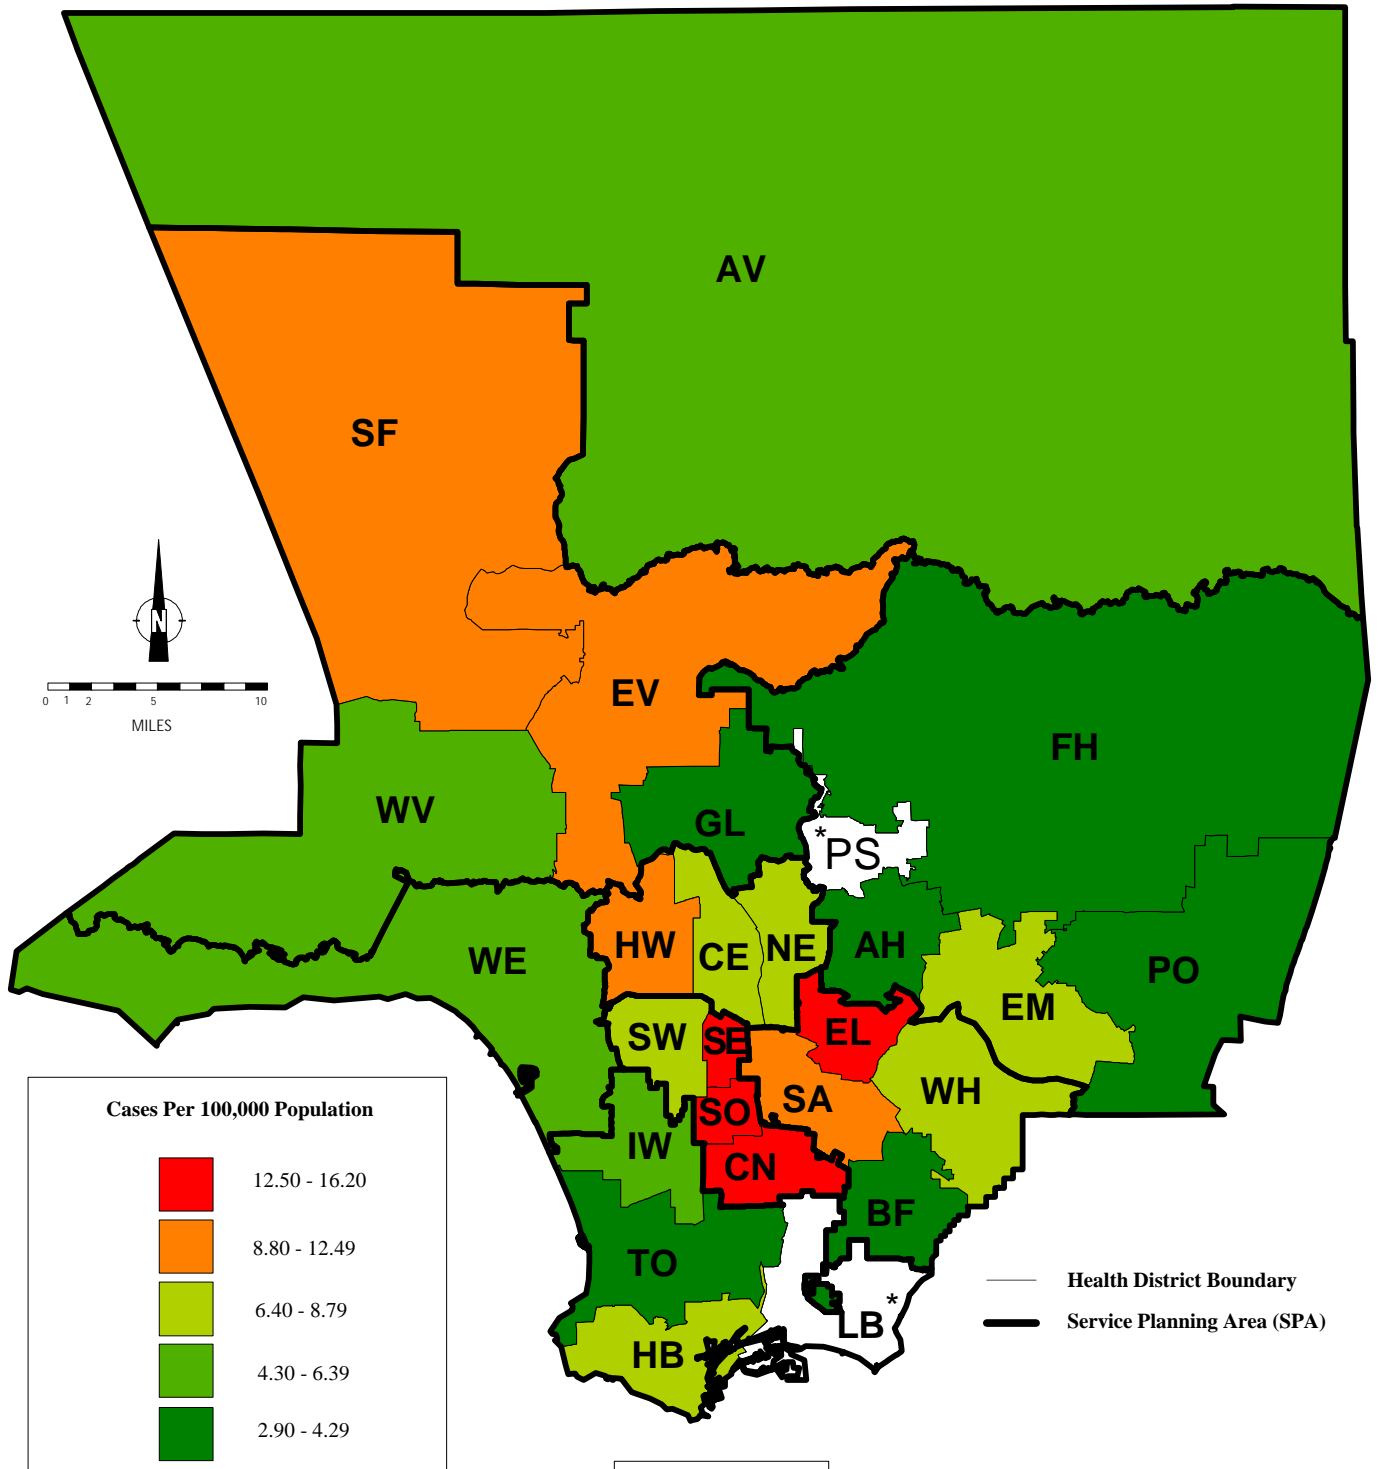 AV
SF
N
0 1 2 5 10
MILES
EV
FH
WV
GL
*PS
HW
CE
NE
AH
WE
PO
EM
SW
SE
EL
WH
SA
SO
IW
CN
BF
TO
LB*
HB
Cases Per 100,000 Population
12.50 - 16.20
8.80 - 12.49
6.40 - 8.79
4.30 - 6.39
2.90 - 4.29
Health District Boundary
Service Planning Area (SPA)